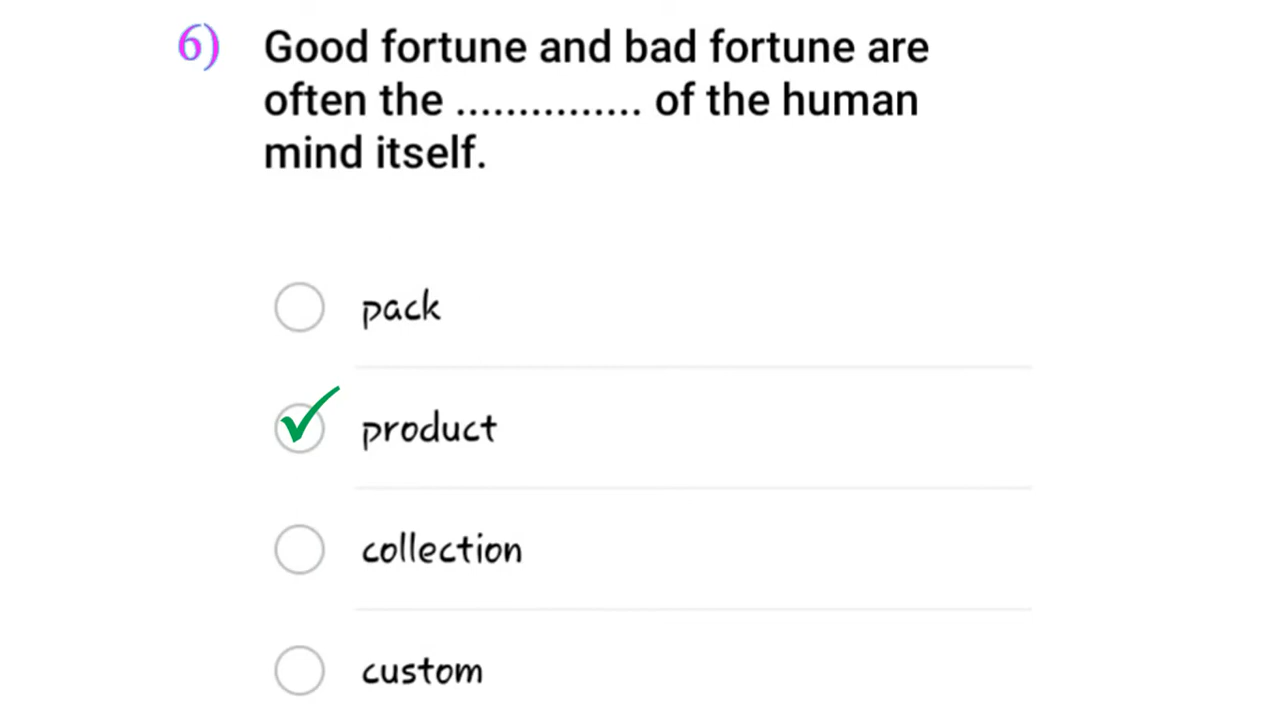 6) Good fortune and bad fortune are
often the ............... of the human
mind itself.
pack
product
collection
custom